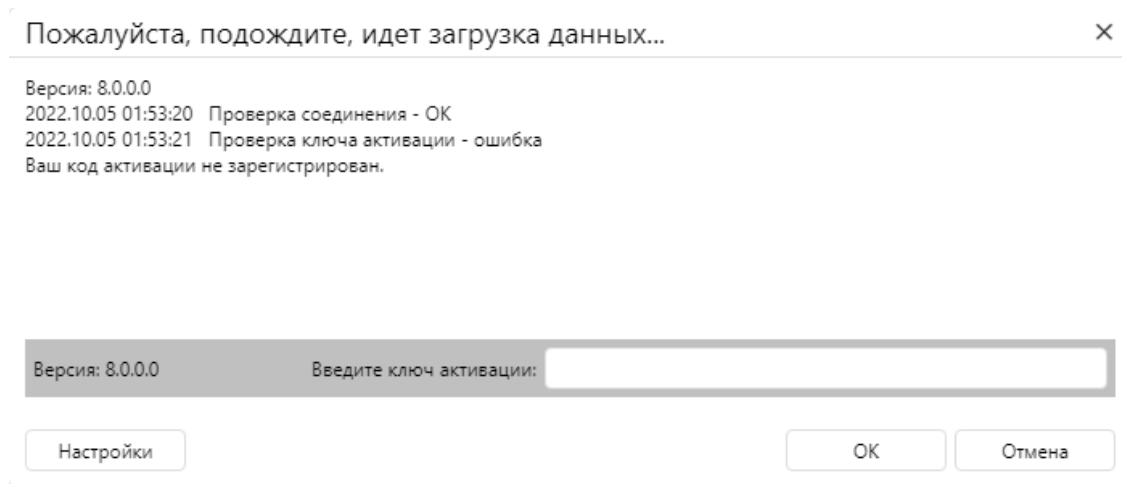 Пожалуйста, подождите, идет загрузка данных...
Версия: 8.0.0.0
2022.10.05 01:53:20 Проверка соединения - ОК
2022.10.05 01:53:21 Проверка ключа активации - ошибка
Ваш код активации не зарегистрирован.
Версия: 8.0.0.0 Введите ключ активации:
Настройки ОК Отмена